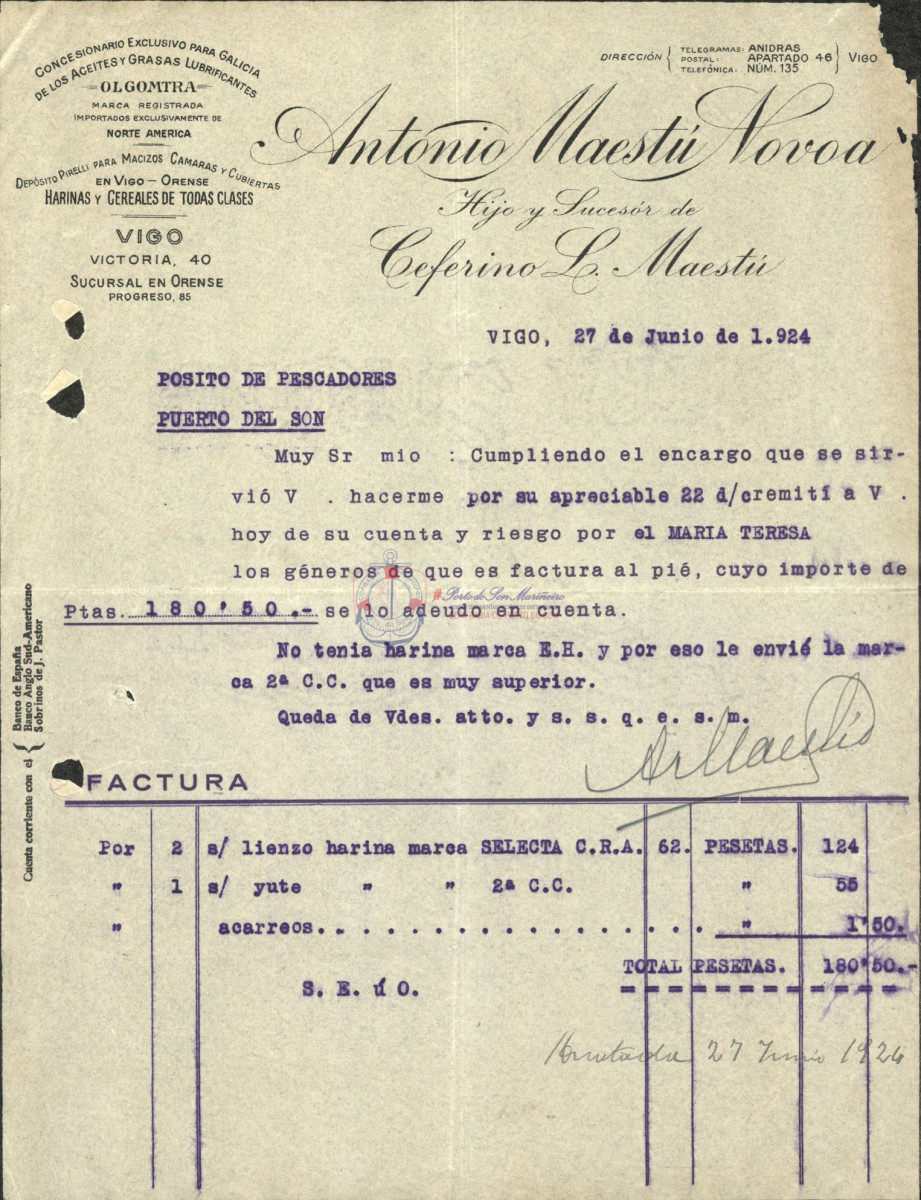 CONCESIONARIO EXCLUSIVO PARA GALICIA
DE LOS ACEITES Y GRASAS LUBRIFICANTES
OLGOMTRA
MARCA REGISTRADA
IMPORTADOS EXCLUSIVAMENTE DE
NORTE AMERICA
DEPÓSITO PIRELLI PARA MACIZOS CAMARAS Y CUBIERTAS
EN VIGO - ORENSE
HARINAS Y CEREALES DE TODAS CLASES
VIGO
VICTORIA, 40
SUCURSAL EN ORENSE
PROGRESO, 85
DIRECCIÓN { TELEGRAMAS: ANIDRAS
POSTAL: APARTADO 46
TELEFÓNICA: NÚM. 135 } VIGO
Antonio Maestú Novoa
Hijo y Sucesór de
Ceferino L. Maestú
VIGO, 27 de Junio de 1.924
POSITO DE PESCADORES
PUERTO DEL SON
Muy Sr mio : Cumpliendo el encargo que se sir-
vió V . hacerme por su apreciable 22 d/cremití a V .
hoy de su cuenta y riesgo por el MARIA TERESA
los géneros de que es factura al pié, cuyo importe de
Ptas. 180'50.- se lo adeudo en cuenta.
No tenia harina marca E.H. y por eso le envié la mar-
ca 2ª C.C. que es muy superior.
Queda de Vdes. atto. y s. s. q. e. s. m.
Cuenta corriente con el { Banco de España
Banco Anglo Sud-Americano
Sobrinos de J. Pastor
Porto do Son Mariñeiro
FACTURA
Por 2 s/ lienzo harina marca SELECTA C.R.A. 62. PESETAS. 124
" 1 s/ yute " " 2ª C.C. " 55
" acarreos.. . . . . . . . . . . . . . . . . " 1'50.
TOTAL PESETAS. 180'50.-
S. E. ú O.
27 Junio 1924